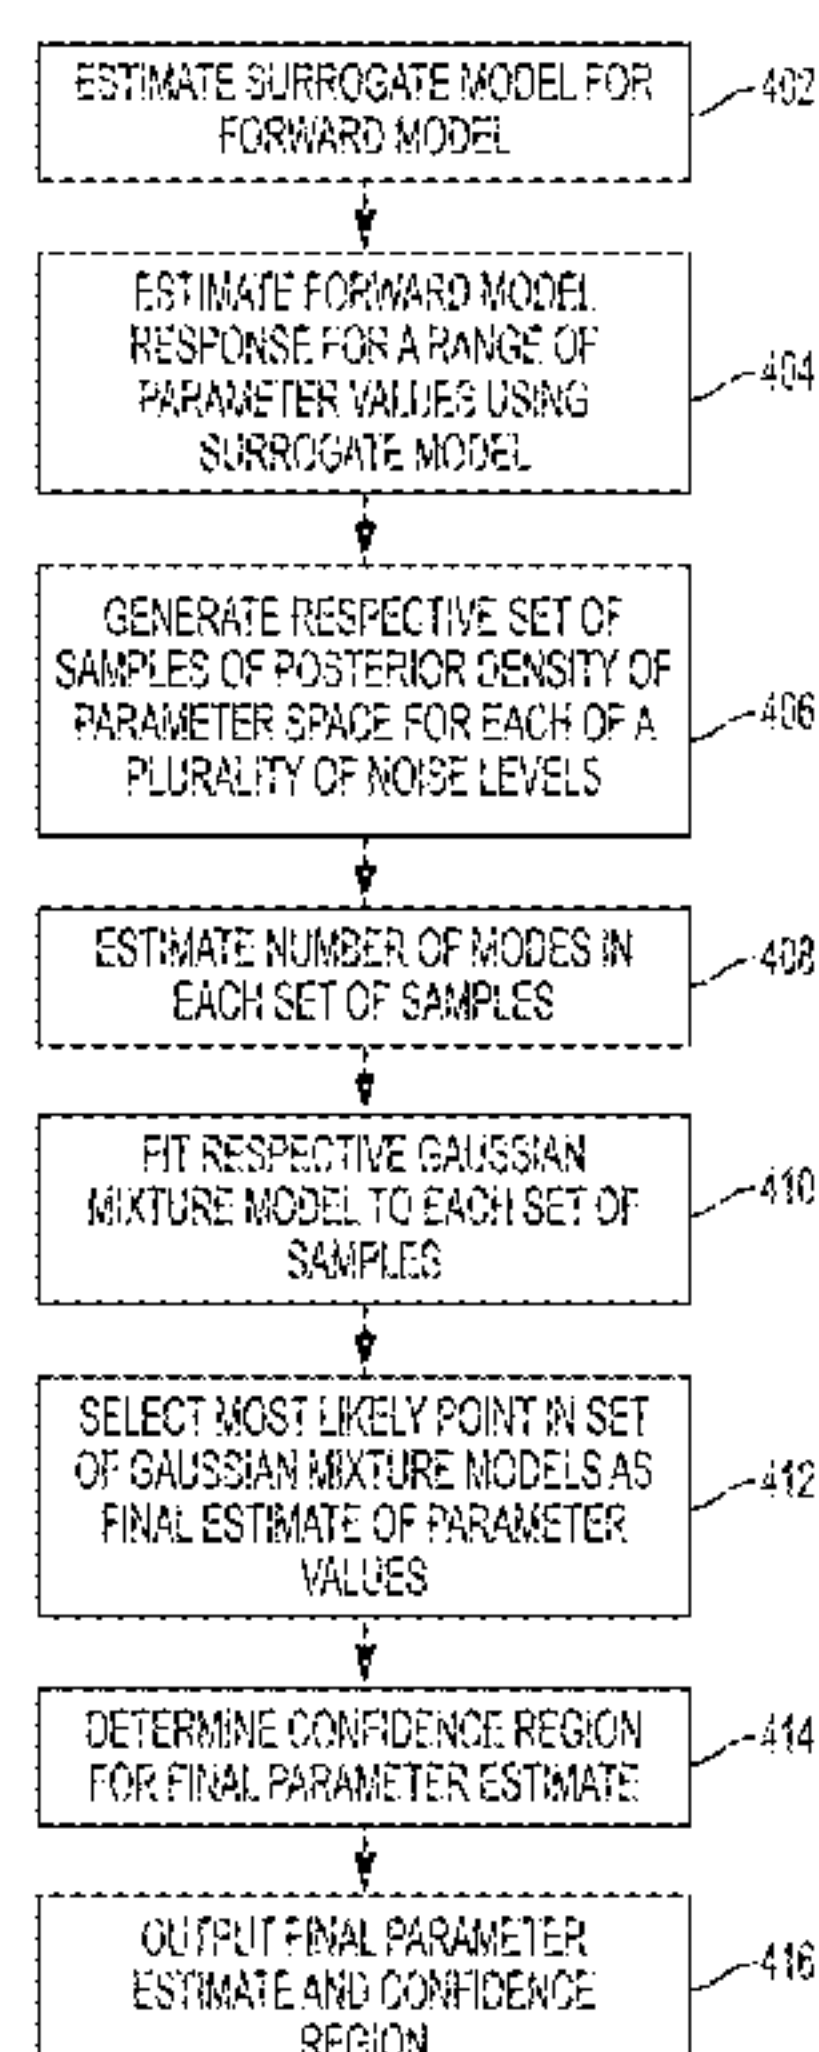 ESTIMATE SURROGATE MODEL FOR
FORWARD MODEL
402
ESTIMATE FORWARD MODEL
RESPONSE FOR A RANGE OF
PARAMETER VALUES USING
SURROGATE MODEL
404
GENERATE RESPECTIVE SET OF
SAMPLES OF POSTERIOR DENSITY OF
PARAMETER SPACE FOR EACH OF A
PLURALITY OF NOISE LEVELS
406
ESTIMATE NUMBER OF MODES IN
EACH SET OF SAMPLES
408
FIT RESPECTIVE GAUSSIAN
MIXTURE MODEL TO EACH SET OF
SAMPLES
410
SELECT MOST LIKELY POINT IN SET
OF GAUSSIAN MIXTURE MODELS AS
FINAL ESTIMATE OF PARAMETER
VALUES
412
DETERMINE CONFIDENCE REGION
FOR FINAL PARAMETER ESTIMATE
414
OUTPUT FINAL PARAMETER
ESTIMATE AND CONFIDENCE
REGION
416